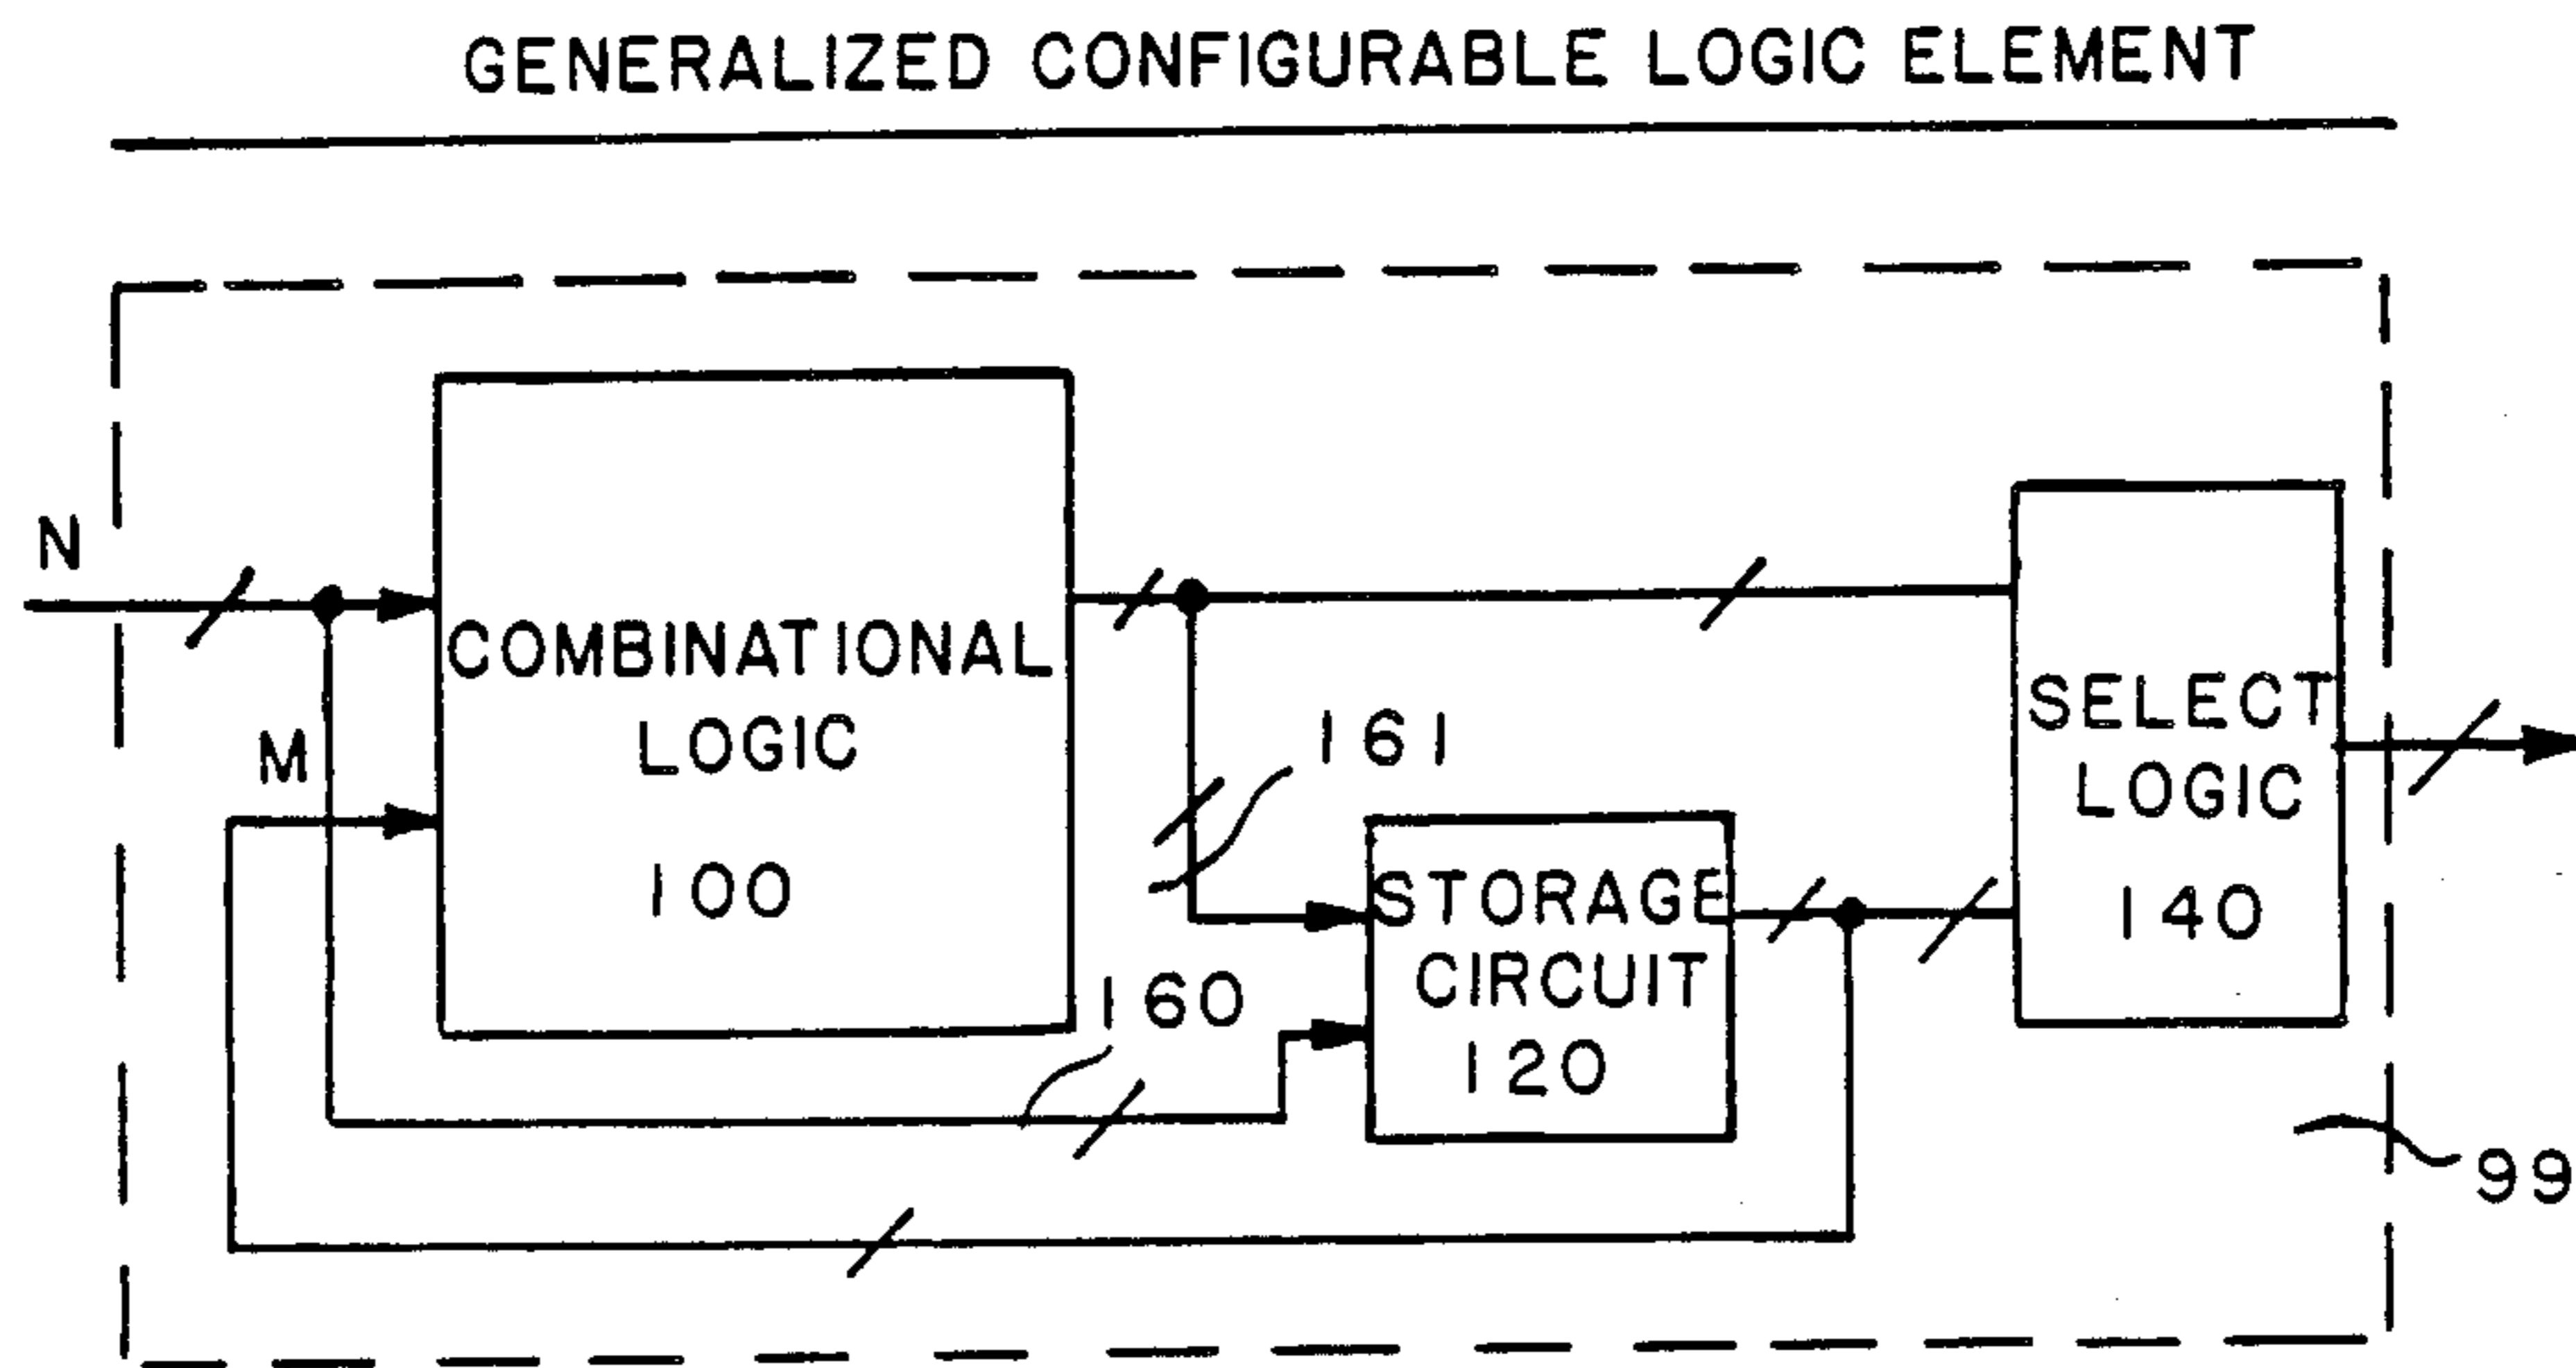 GENERALIZED CONFIGURABLE LOGIC ELEMENT
N
M
COMBINATIONAL
LOGIC
100
161
160
STORAGE
CIRCUIT
120
SELECT
LOGIC
140
99